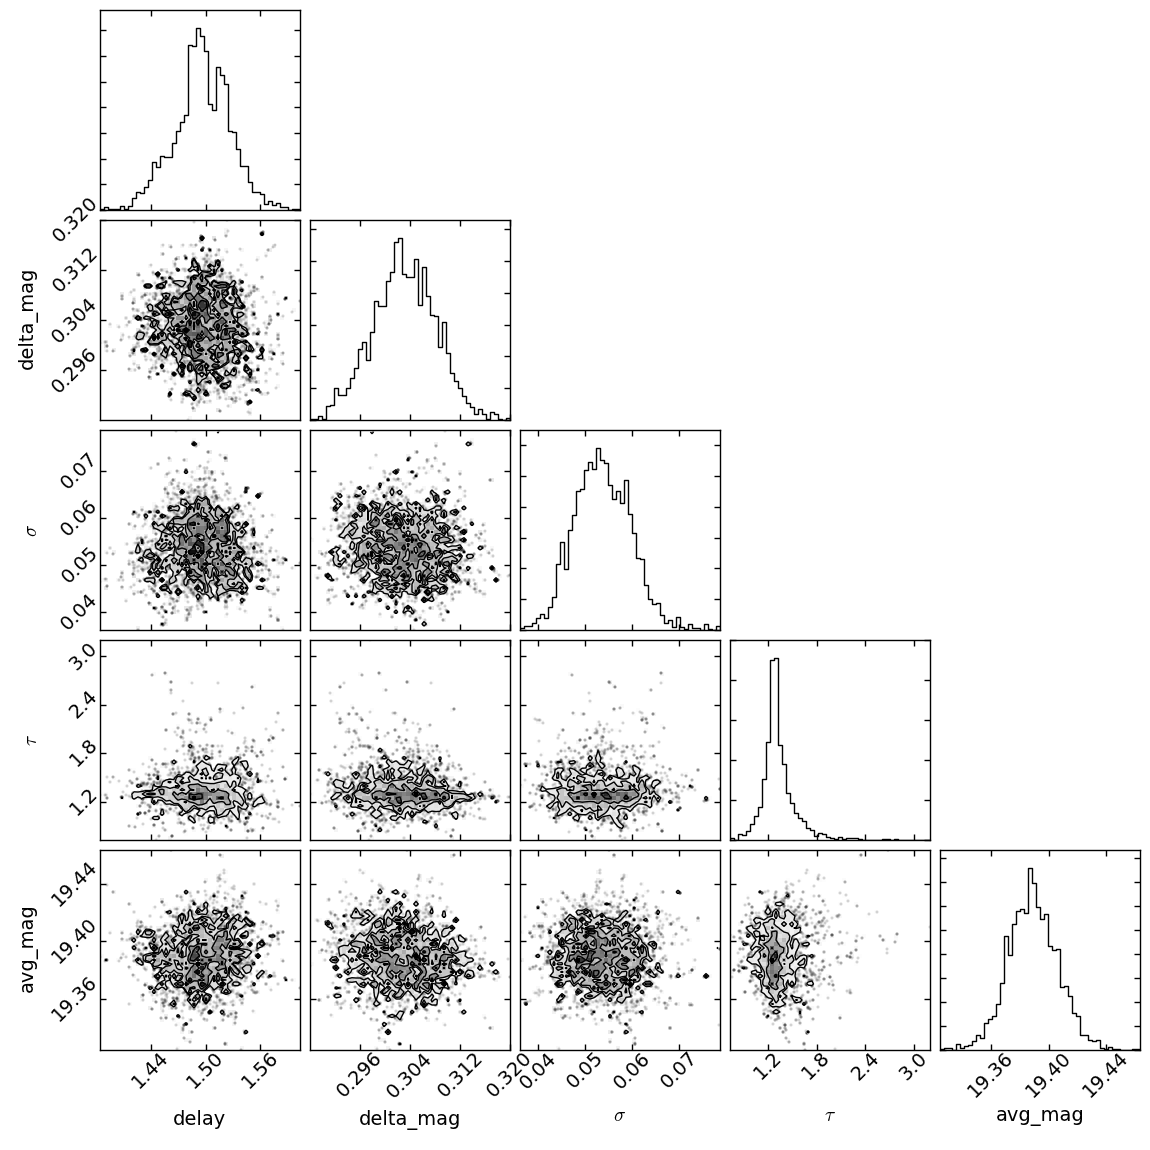 0.320
0.312
0.304
0.296
delta_mag
0.07
0.06
0.05
0.04
σ
3.0
2.4
1.8
1.2
τ
19.44
19.40
19.36
avg_mag
1.44 1.50 1.56
0.296 0.304 0.312 0.320
0.04 0.05 0.06 0.07
1.2 1.8 2.4 3.0
19.36 19.40 19.44
delay delta_mag σ τ avg_mag